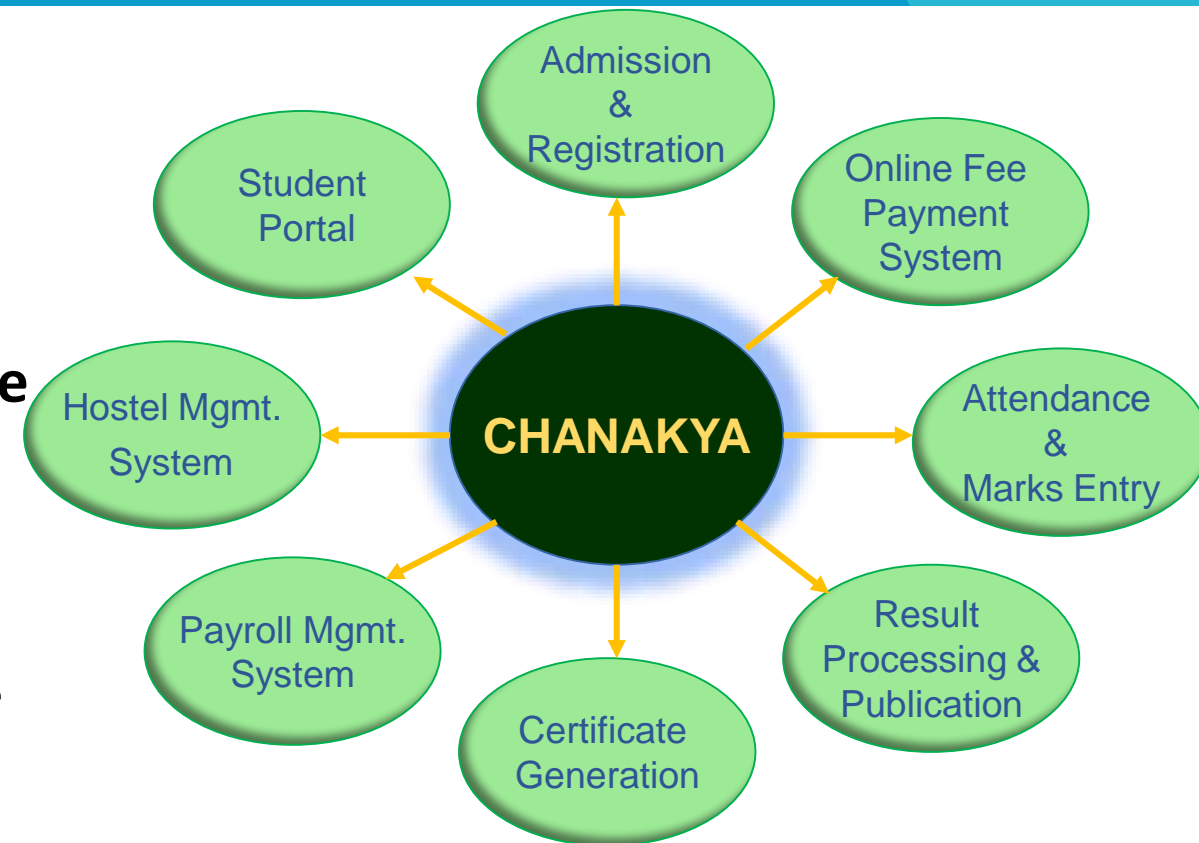 Admission
&
Registration
Online Fee
Payment
System
Student
Portal
Attendance
&
Marks Entry
Hostel Mgmt.
System
CHANAKYA
Result
Processing &
Publication
Payroll Mgmt.
System
Certificate
Generation